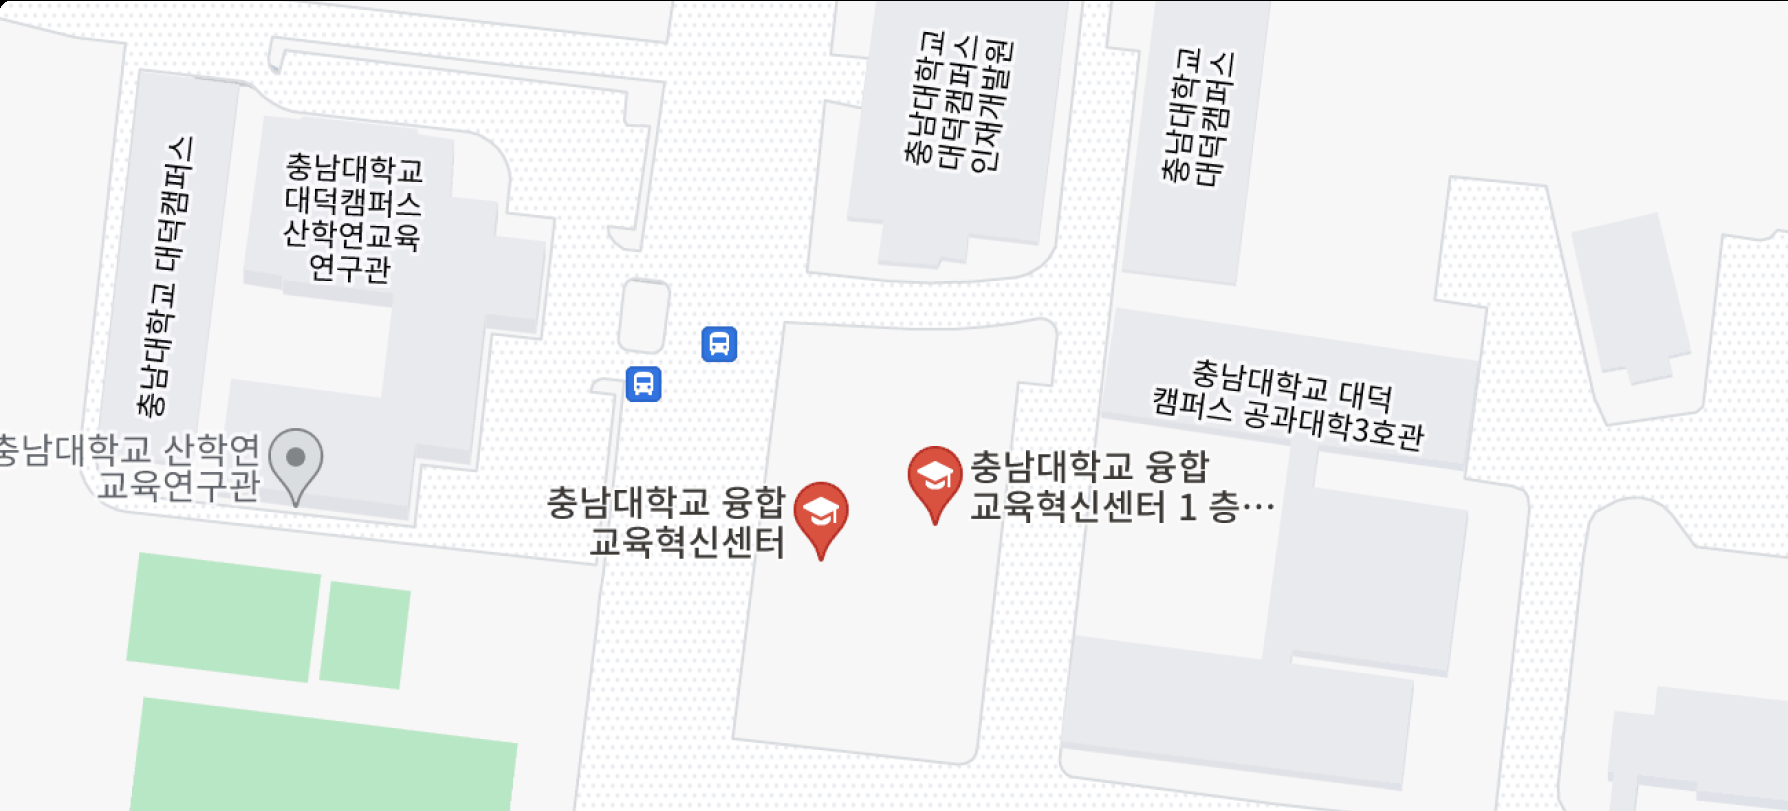 충남대학교
대덕캠퍼스
인재개발원
충남대학교
대덕캠퍼스
충남대학교 대덕캠퍼스
충남대학교
대덕캠퍼스
산학연교육
연구관
충남대학교 대덕
캠퍼스 공과대학3호관
충남대학교 산학연
교육연구관
충남대학교 융합
교육혁신센터
충남대학교 융합
교육혁신센터 1 층…